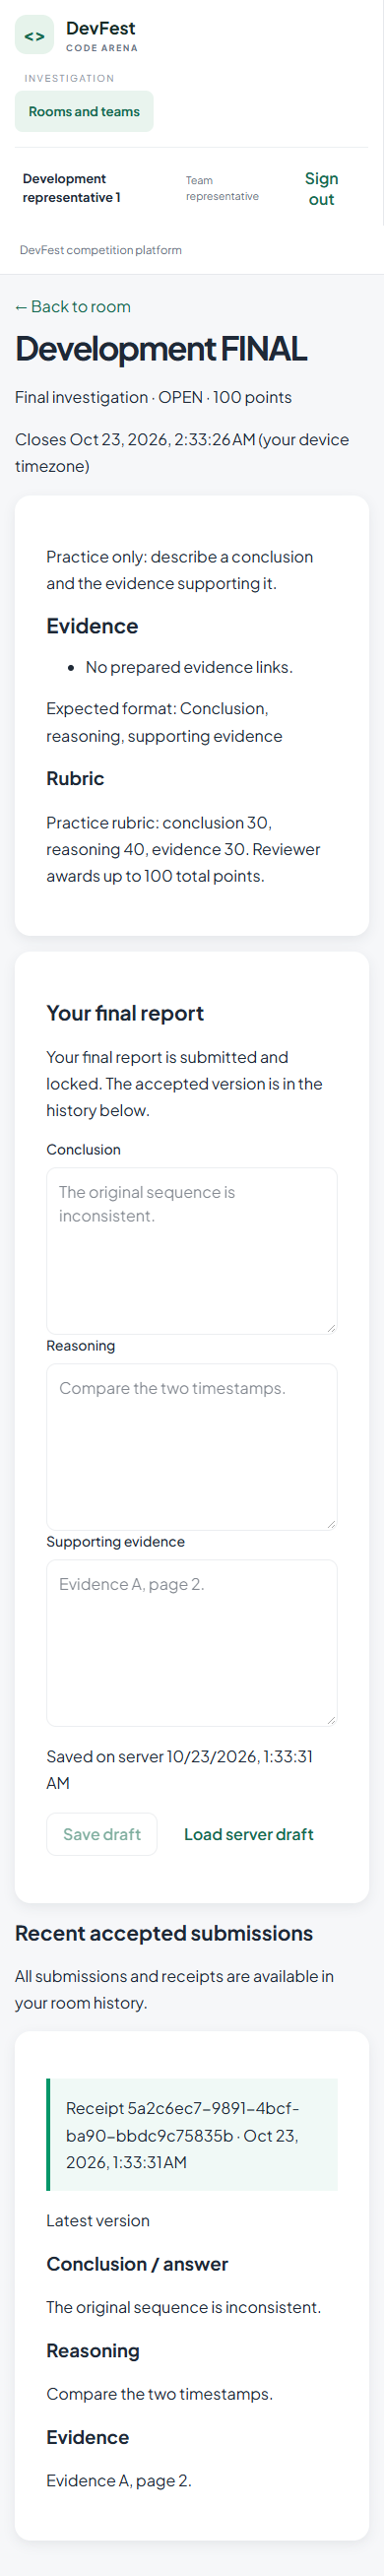 <> DevFest
CODE ARENA
INVESTIGATION
Rooms and teams
Development
representative 1
Team
representative
Sign
out
DevFest competition platform
← Back to room
Development FINAL
Final investigation · OPEN · 100 points
Closes Oct 23, 2026, 2:33:26 AM (your device
timezone)
Practice only: describe a conclusion
and the evidence supporting it.
Evidence
• No prepared evidence links.
Expected format: Conclusion,
reasoning, supporting evidence
Rubric
Practice rubric: conclusion 30,
reasoning 40, evidence 30. Reviewer
awards up to 100 total points.
Your final report
Your final report is submitted and
locked. The accepted version is in the
history below.
Conclusion
The original sequence is
inconsistent.
Reasoning
Compare the two timestamps.
Supporting evidence
Evidence A, page 2.
Saved on server 10/23/2026, 1:33:31
AM
Save draft
Load server draft
Recent accepted submissions
All submissions and receipts are available in
your room history.
Receipt 5a2c6ec7-9891-4bcf-
ba90-bbdc9c75835b · Oct 23,
2026, 1:33:31 AM
Latest version
Conclusion / answer
The original sequence is inconsistent.
Reasoning
Compare the two timestamps.
Evidence
Evidence A, page 2.